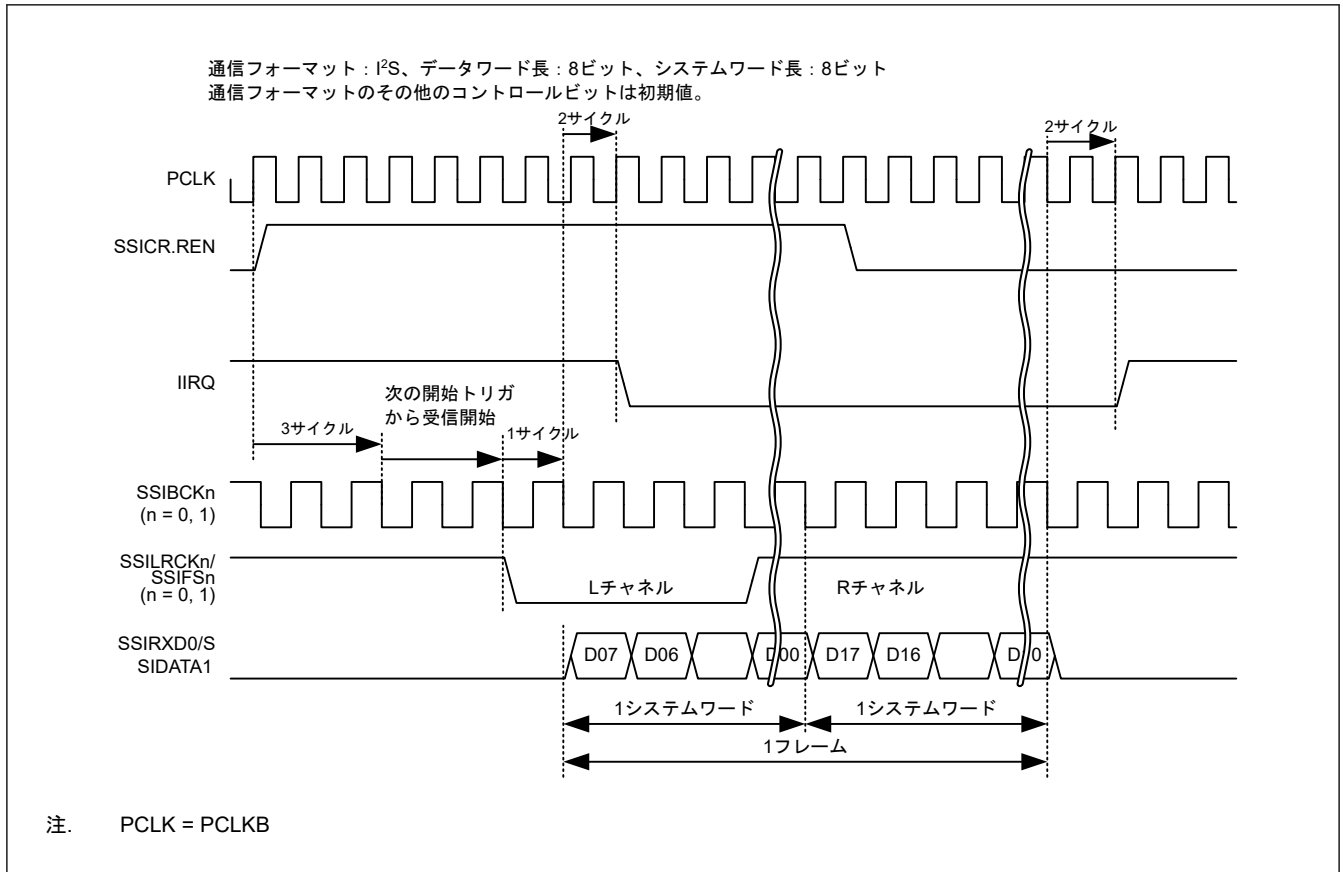 通信フォーマット：I²S、データワード長：8ビット、システムワード長：8ビット
通信フォーマットのその他のコントロールビットは初期値。
2サイクル
2サイクル
PCLK
SSICR.REN
IIRQ
次の開始トリガ
から受信開始
3サイクル
1サイクル
SSIBCKn
(n = 0, 1)
SSILRCKn/
SSIFSn
(n = 0, 1)
Lチャネル
Rチャネル
SSIRXD0/S
SIDATA1
D07
D06
D00
D17
D16
1システムワード
1システムワード
1フレーム
注. PCLK = PCLKB